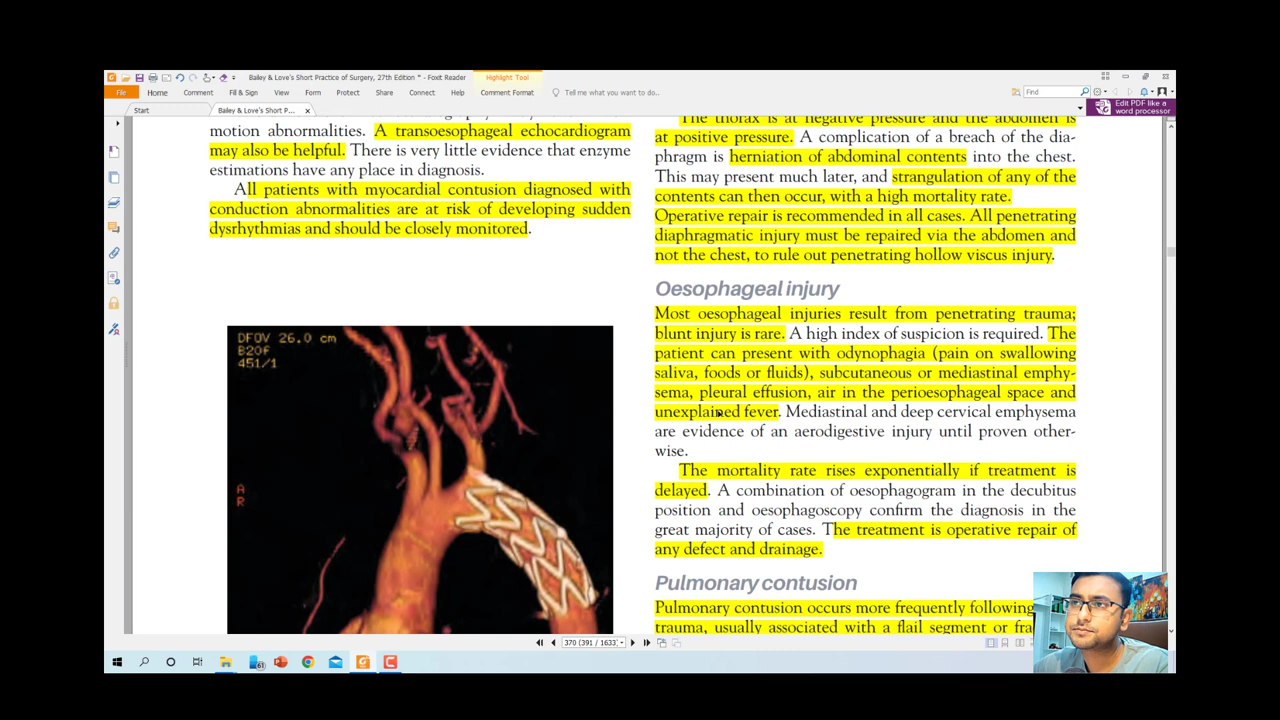 Bailey & Love's Short Practice of Surgery, 27th Edition * - Foxit Reader
Highlight Tool
File
Home
Comment
Fill & Sign
View
Form
Protect
Share
Connect
Help
Comment Format
Tell me what you want to do..
Find
Start
Bailey & Love's Short P...
Edit PDF like a
word processor
motion abnormalities. A transoesophageal echocardiogram
may also be helpful. There is very little evidence that enzyme
estimations have any place in diagnosis.
All patients with myocardial contusion diagnosed with
conduction abnormalities are at risk of developing sudden
dysrhythmias and should be closely monitored.
DFOV 26.0 cm
B20f
451/1
A
R
The thorax is at negative pressure and the abdomen is
at positive pressure. A complication of a breach of the dia-
phragm is herniation of abdominal contents into the chest.
This may present much later, and strangulation of any of the
contents can then occur, with a high mortality rate.
Operative repair is recommended in all cases. All penetrating
diaphragmatic injury must be repaired via the abdomen and
not the chest, to rule out penetrating hollow viscus injury.
Oesophageal injury
Most oesophageal injuries result from penetrating trauma;
blunt injury is rare. A high index of suspicion is required. The
patient can present with odynophagia (pain on swallowing
saliva, foods or fluids), subcutaneous or mediastinal emphy-
sema, pleural effusion, air in the perioesophageal space and
unexplained fever. Mediastinal and deep cervical emphysema
are evidence of an aerodigestive injury until proven other-
wise.
The mortality rate rises exponentially if treatment is
delayed. A combination of oesophagogram in the decubitus
position and oesophagoscopy confirm the diagnosis in the
great majority of cases. The treatment is operative repair of
any defect and drainage.
Pulmonary contusion
Pulmonary contusion occurs more frequently following
trauma, usually associated with a flail segment or fra
370 (391 / 1633)
61